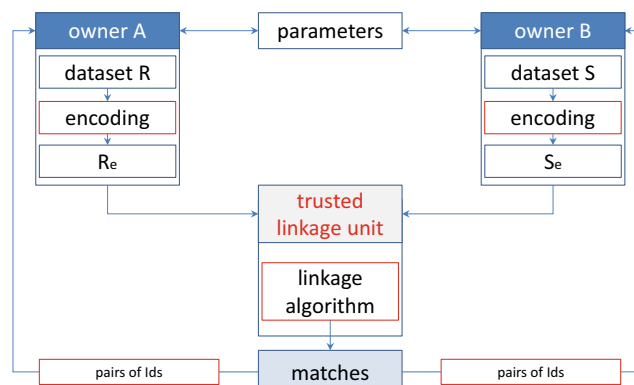 owner A
parameters
owner B
dataset R
dataset S
encoding
encoding
Re
Se
trusted
linkage unit
linkage
algorithm
pairs of Ids
matches
pairs of Ids